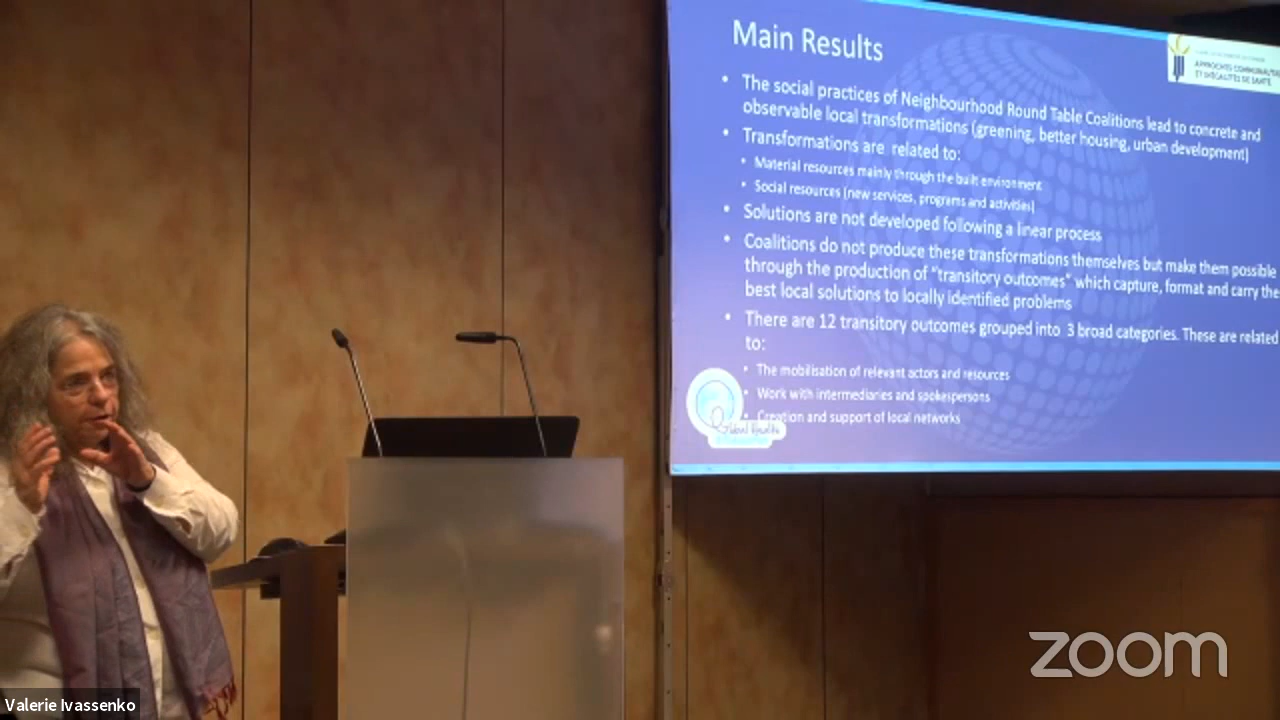 Main Results
APPROCHES COMMUNAUTAI
ET INÉGALITÉS DE SANTÉ
• The social practices of Neighbourhood Round Table Coalitions lead to concrete and
observable local transformations (greening, better housing, urban development)
• Transformations are related to:
• Material resources mainly through the built environment
• Social resources (new services, programs and activities)
• Solutions are not developed following a linear process
• Coalitions do not produce these transformations themselves but make them possible
through the production of "transitory outcomes" which capture, format and carry the
best local solutions to locally identified problems
• There are 12 transitory outcomes grouped into 3 broad categories. These are related
to:
• The mobilisation of relevant actors and resources
• Work with intermediaries and spokespersons
• Creation and support of local networks
Global Health
zoom
Valerie Ivassenko